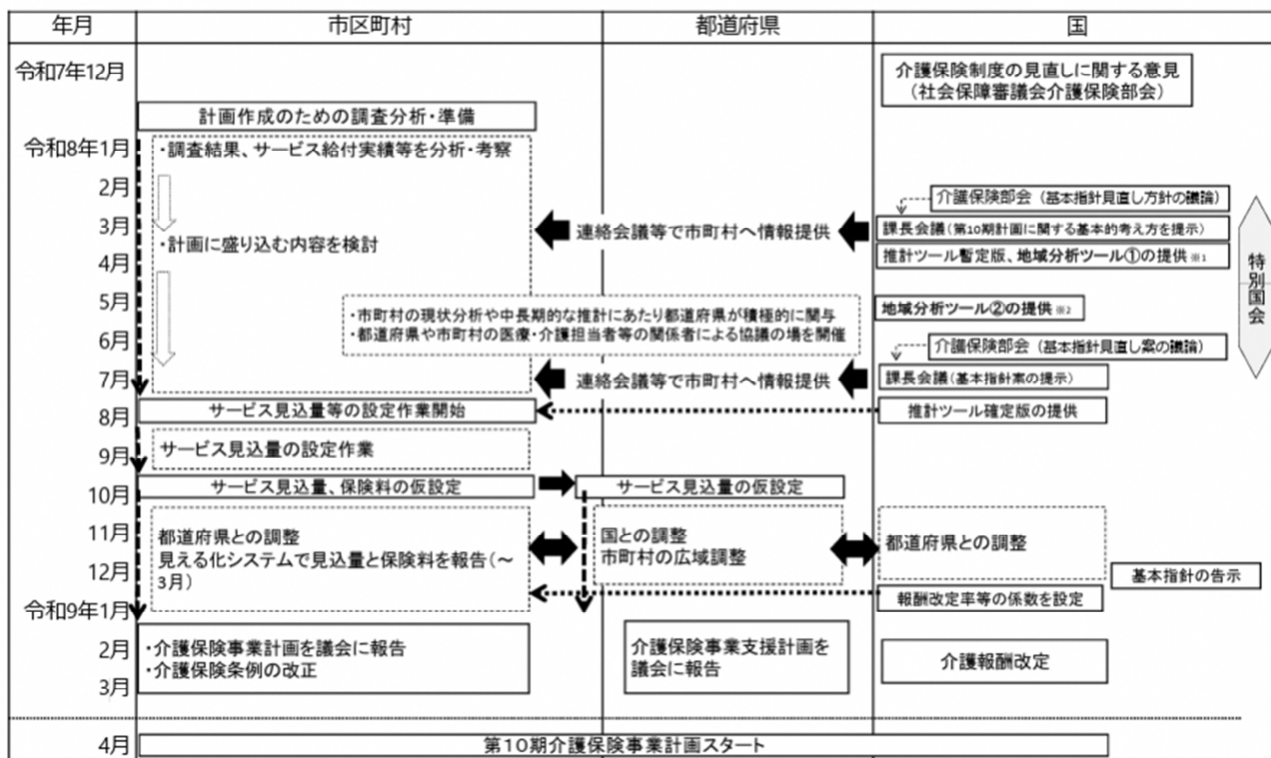 年月
市区町村
都道府県
国
令和7年12月
介護保険制度の見直しに関する意見
（社会保障審議会介護保険部会）
計画作成のための調査分析・準備
令和8年1月
・調査結果、サービス給付実績等を分析・考察
2月
介護保険部会（基本指針見直し方針の議論）
3月
・計画に盛り込む内容を検討
連絡会議等で市町村へ情報提供
課長会議（第10期計画に関する基本的考え方を提示）
4月
推計ツール暫定版、地域分析ツール①の提供 ※1
特別国会
5月
・市町村の現状分析や中長期的な推計にあたり都道府県が積極的に関与
・都道府県や市町村の医療・介護担当者等の関係者による協議の場を開催
地域分析ツール②の提供 ※2
6月
介護保険部会（基本指針見直し案の議論）
7月
連絡会議等で市町村へ情報提供
課長会議（基本指針案の提示）
8月
サービス見込量等の設定作業開始
推計ツール確定版の提供
9月
サービス見込量の設定作業
10月
サービス見込量、保険料の仮設定
サービス見込量の仮設定
11月
都道府県との調整
見える化システムで見込量と保険料を報告（～
3月）
国との調整
市町村の広域調整
都道府県との調整
12月
基本指針の告示
令和9年1月
報酬改定率等の係数を設定
2月
・介護保険事業計画を議会に報告
・介護保険条例の改正
介護保険事業支援計画を
議会に報告
介護報酬改定
3月
4月
第10期介護保険事業計画スタート